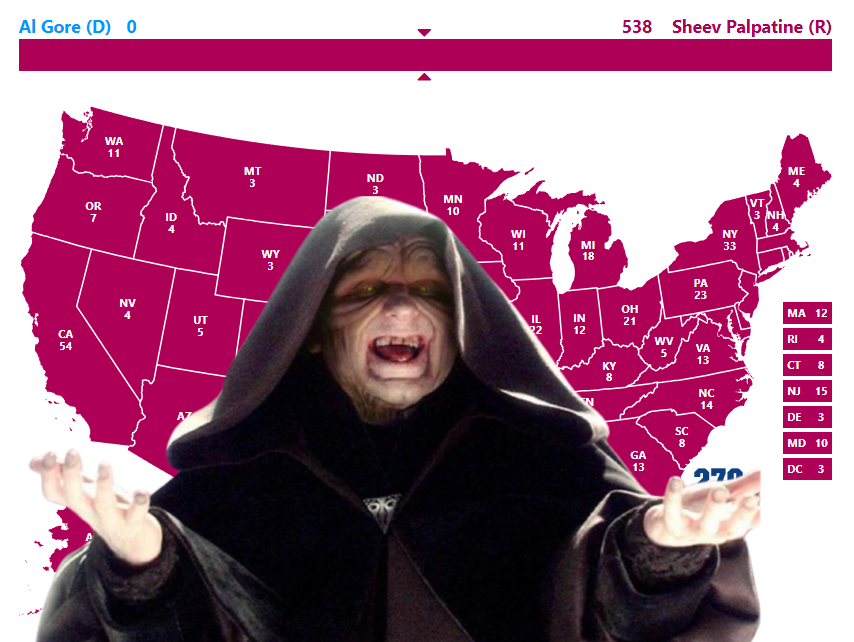 Al Gore (D) 0
538 Sheev Palpatine (R)
WA
11
MT
3
ND
3
ME
4
OR
7
ID
4
MN
10
VT
3
NH
4
WI
11
NY
33
MI
18
WY
3
PA
23
NV
4
UT
5
CA
54
IL
22
IN
12
OH
21
WV
5
VA
13
KY
8
NC
14
AZ
SC
8
GA
13
MA 12
RI 4
CT 8
NJ 15
DE 3
MD 10
DC 3
270